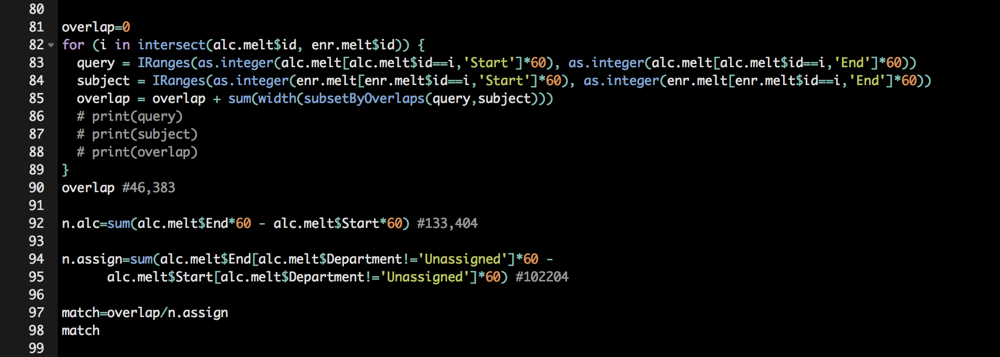 80
81 overlap=0
82 for (i in intersect(alc.melt$id, enr.melt$id)) {
83   query = IRanges(as.integer(alc.melt[alc.melt$id==i,'Start']*60), as.integer(alc.melt[alc.melt$id==i,'End']*60))
84   subject = IRanges(as.integer(enr.melt[enr.melt$id==i,'Start']*60), as.integer(enr.melt[enr.melt$id==i,'End']*60))
85   overlap = overlap + sum(width(subsetByOverlaps(query,subject)))
86   # print(query)
87   # print(subject)
88   # print(overlap)
89 }
90 overlap #46,383
91
92 n.alc=sum(alc.melt$End*60 - alc.melt$Start*60) #133,404
93
94 n.assign=sum(alc.melt$End[alc.melt$Department!='Unassigned']*60 -
95       alc.melt$Start[alc.melt$Department!='Unassigned']*60) #102204
96
97 match=overlap/n.assign
98 match
99